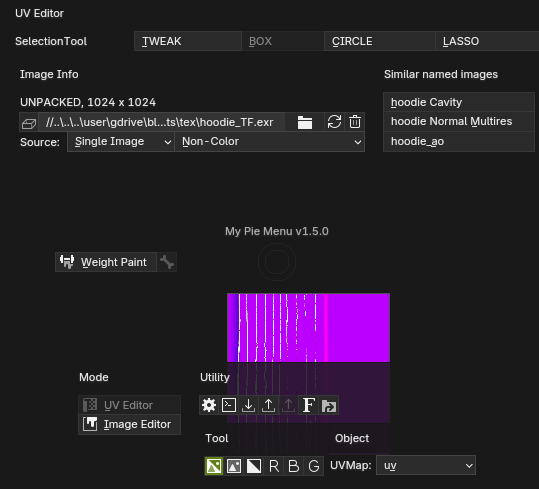 UV Editor
SelectionTool TWEAK BOX CIRCLE LASSO
Image Info Similar named images
UNPACKED, 1024 x 1024 hoodie Cavity
//..\..\..\user\gdrive\bl...ts\tex\hoodie_TF.exr hoodie Normal Multires
Source: Single Image Non-Color hoodie_ao
My Pie Menu v1.5.0
Weight Paint
Mode Utility
UV Editor F
Image Editor
Tool Object
R B G UVMap: uv